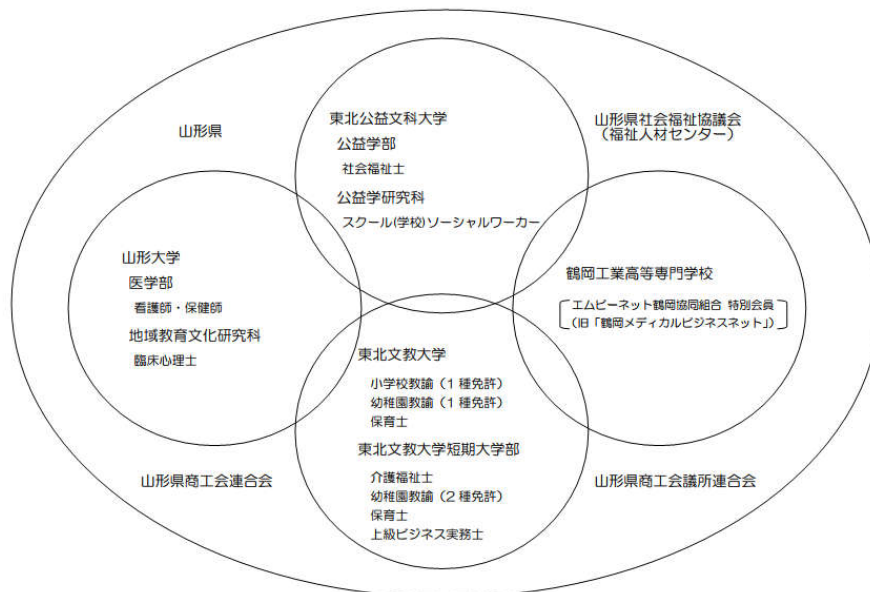 山形県
山形県社会福祉協議会
（福祉人材センター）
東北公益文科大学
公益学部
社会福祉士
公益学研究科
スクール(学校)ソーシャルワーカー
山形大学
医学部
看護師・保健師
地域教育文化研究科
臨床心理士
鶴岡工業高等専門学校
エムピーネット鶴岡協同組合 特別会員
（旧「鶴岡メディカルビジネスネット」）
東北文教大学
小学校教諭（1種免許）
幼稚園教諭（1種免許）
保育士
東北文教大学短期大学部
介護福祉士
幼稚園教諭（2種免許）
保育士
上級ビジネス実務士
山形県商工会連合会
山形県商工会議所連合会